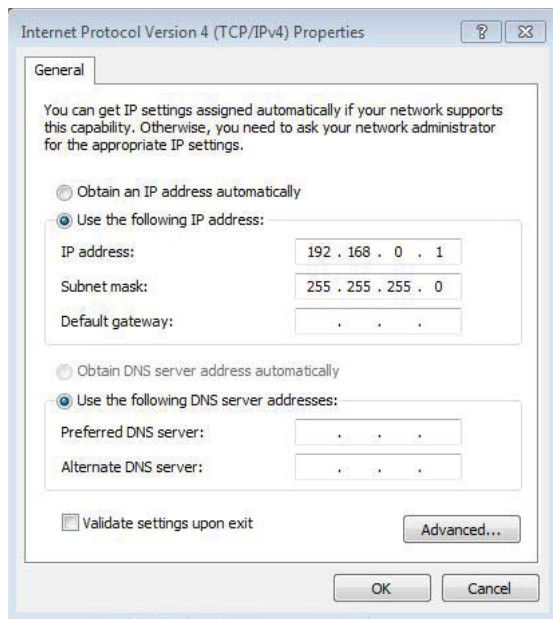 Internet Protocol Version 4 (TCP/IPv4) Properties
General
You can get IP settings assigned automatically if your network supports
this capability. Otherwise, you need to ask your network administrator
for the appropriate IP settings.
Obtain an IP address automatically
Use the following IP address:
IP address: 192 . 168 . 0 . 1
Subnet mask: 255 . 255 . 255 . 0
Default gateway: . . .
Obtain DNS server address automatically
Use the following DNS server addresses:
Preferred DNS server: . . .
Alternate DNS server: . . .
Validate settings upon exit
Advanced...
OK Cancel